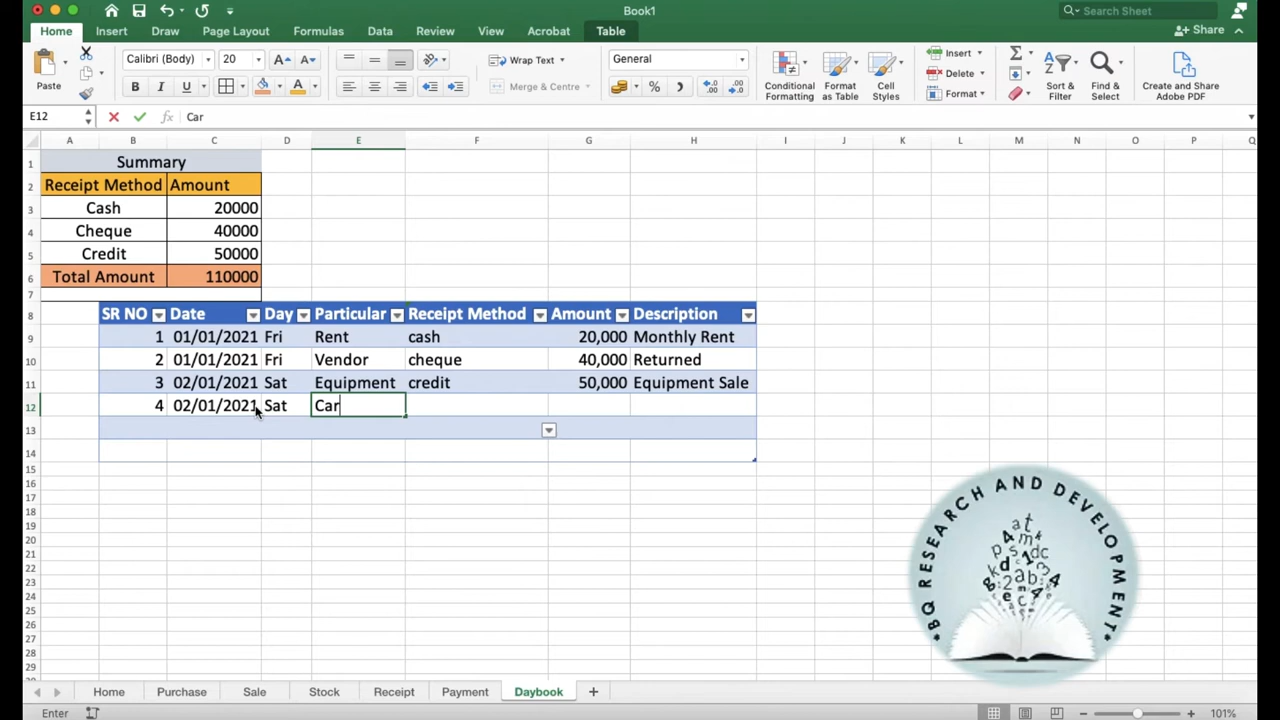 Book1
Search Sheet
Home Insert Draw Page Layout Formulas Data Review View Acrobat Table
Share
Paste
Calibri (Body) 20
B I U
Wrap Text
Merge & Centre
General
Conditional Formatting
Format as Table
Cell Styles
Insert
Delete
Format
Sort & Filter
Find & Select
Create and Share Adobe PDF
E12 fx Car
A B C D E F G H I J K L M N O P Q
1 Summary
2 Receipt Method Amount
3 Cash 20000
4 Cheque 40000
5 Credit 50000
6 Total Amount 110000
7
8 SR NO Date Day Particular Receipt Method Amount Description
9 1 01/01/2021 Fri Rent cash 20,000 Monthly Rent
10 2 01/01/2021 Fri Vendor cheque 40,000 Returned
11 3 02/01/2021 Sat Equipment credit 50,000 Equipment Sale
12 4 02/01/2021 Sat Car
13
14
15
16
17
18
19
20
21
22
23
24
25
26
27
28
29
*BQ RESEARCH AND DEVELOPMENT*
Home Purchase Sale Stock Receipt Payment Daybook +
Enter
101%